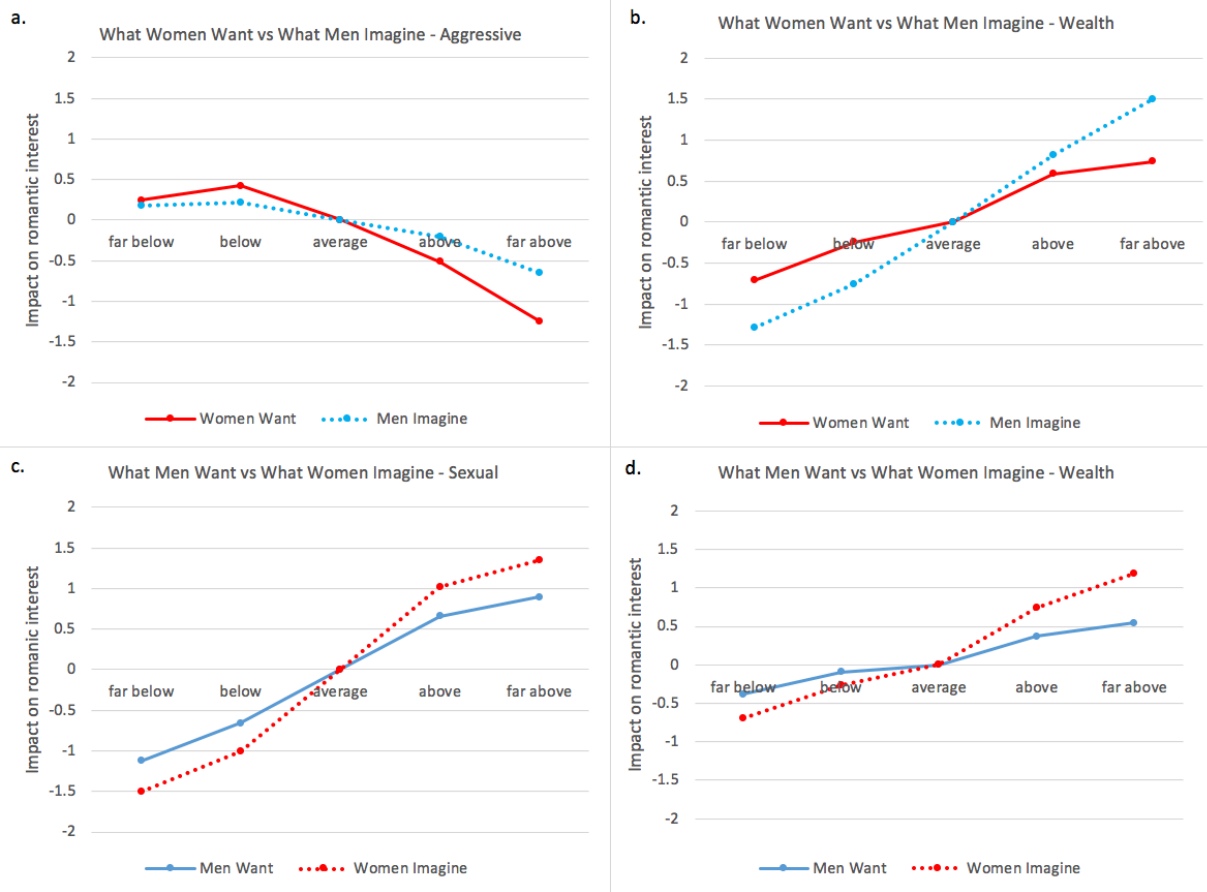 a.
What Women Want vs What Men Imagine - Aggressive
Impact on romantic interest
2
1.5
1
0.5
0
-0.5
-1
-1.5
-2
far below below average above far above
Women Want Men Imagine
b.
What Women Want vs What Men Imagine - Wealth
Impact on romantic interest
2
1.5
1
0.5
0
-0.5
-1
-1.5
-2
far below below average above far above
Women Want Men Imagine
c.
What Men Want vs What Women Imagine - Sexual
Impact on romanic interest
2
1.5
1
0.5
0
-0.5
-1
-1.5
-2
far below below average above far above
Men Want Women Imagine
d.
What Men Want vs What Women Imagine - Wealth
Impact on romantic interest
2
1.5
1
0.5
0
-0.5
-1
-1.5
-2
far below below average above far above
Men Want Women Imagine